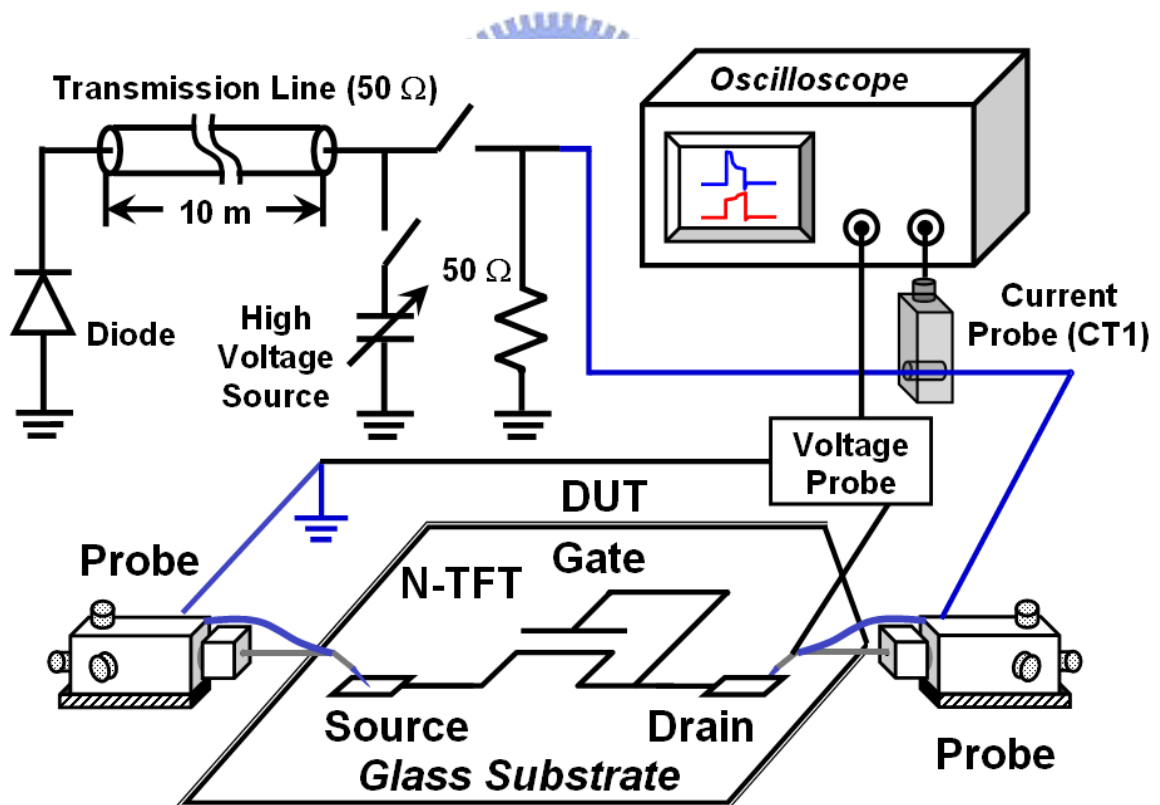 Transmission Line (50 Ω)
10 m
Diode
High
Voltage
Source
50 Ω
Oscilloscope
Current
Probe (CT1)
Voltage
Probe
DUT
Probe
N-TFT
Gate
Source
Drain
Glass Substrate
Probe